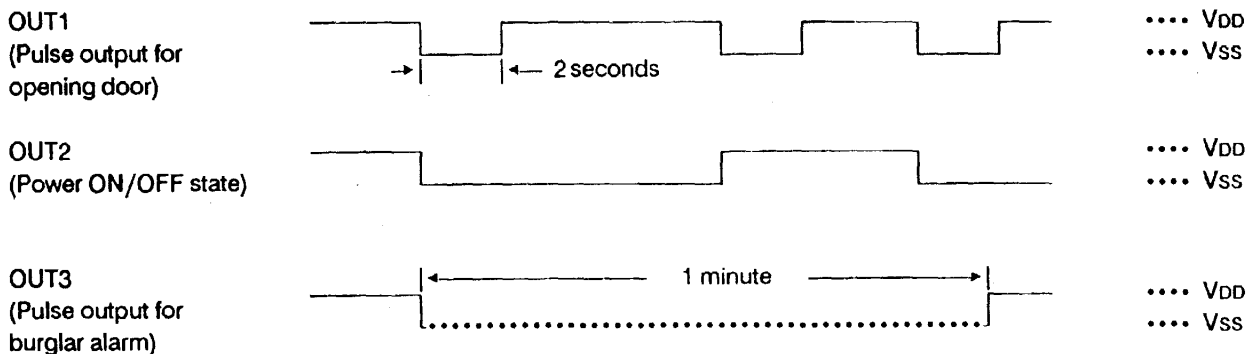 OUT1
(Pulse output for
opening door)
2 seconds
VDD
VSS
OUT2
(Power ON/OFF state)
VDD
VSS
OUT3
(Pulse output for
burglar alarm)
1 minute
VDD
VSS